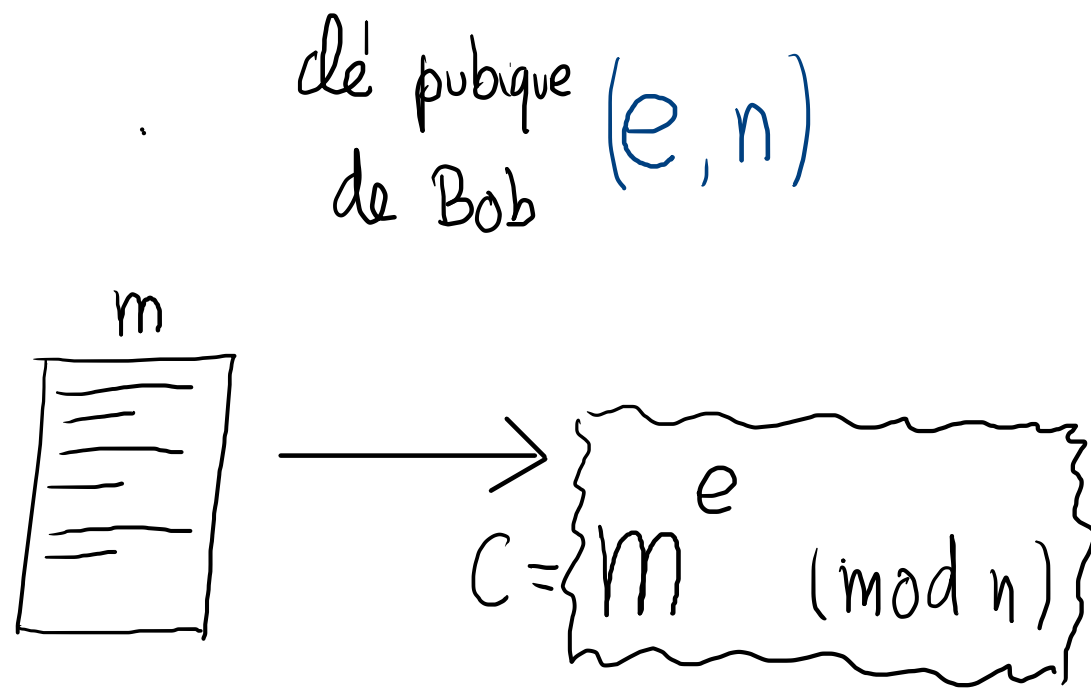 clé pubique (e, n)
de Bob
m
C = m^e (mod n)